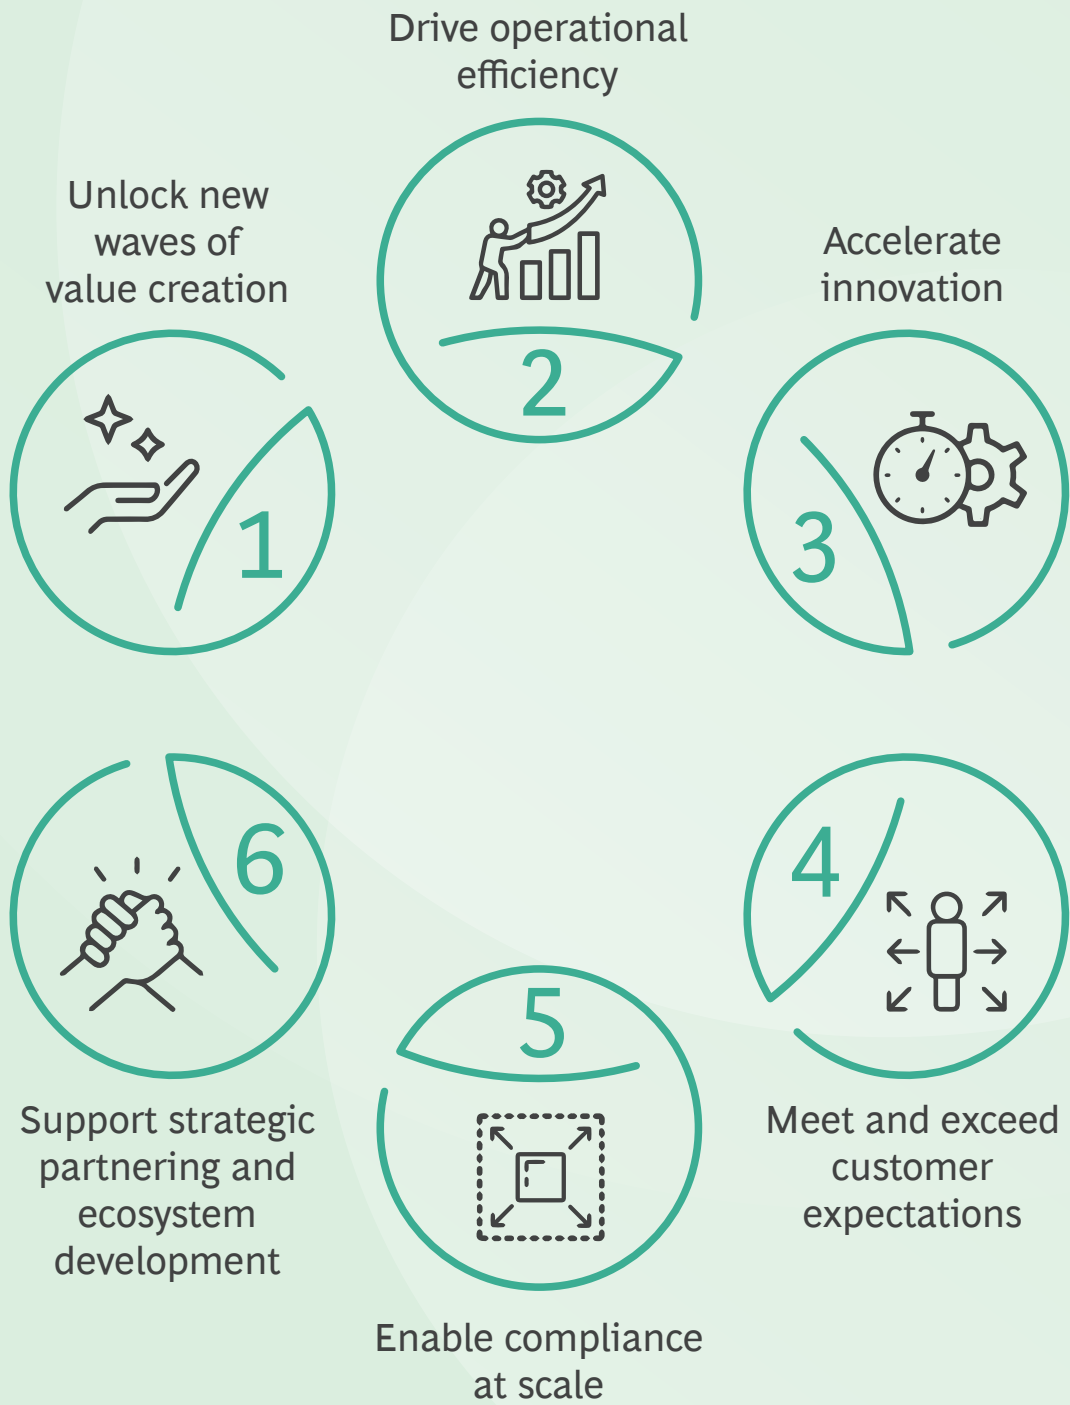 Unlock new
waves of
value creation
1
Drive operational
efficiency
2
Accelerate
innovation
3
4
Meet and exceed
customer
expectations
5
Enable compliance
at scale
6
Support strategic
partnering and
ecosystem
development